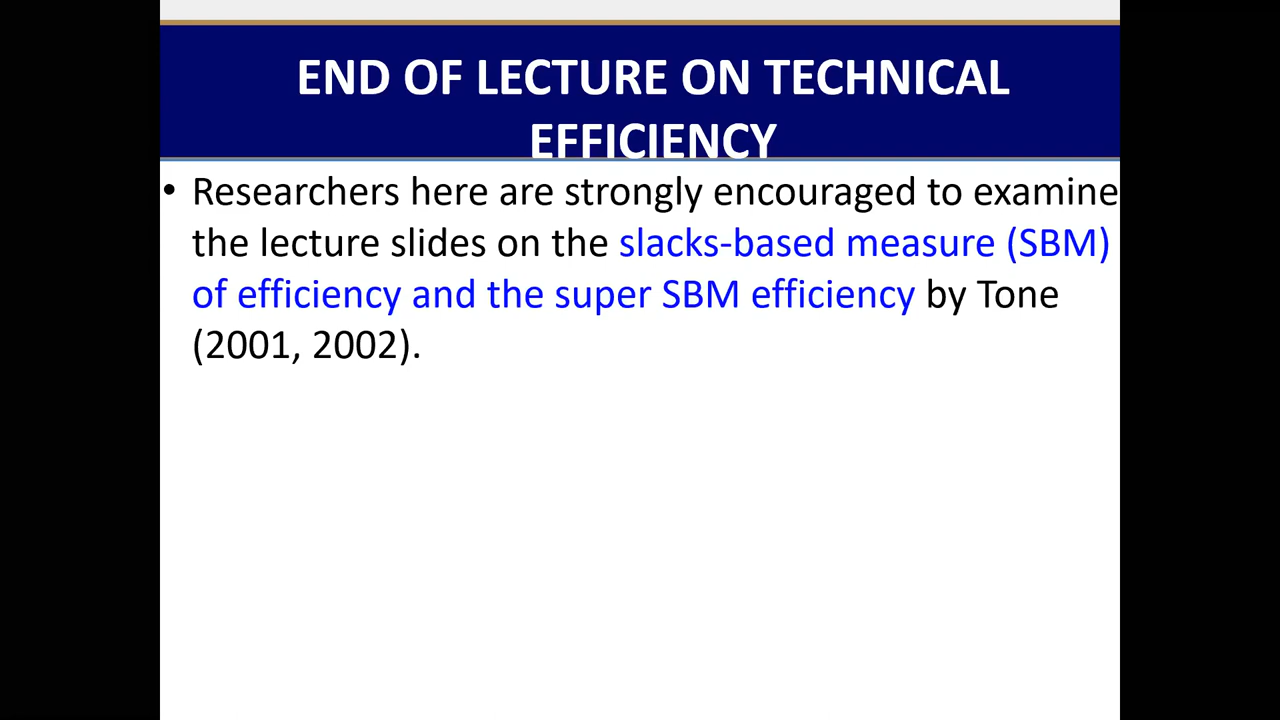 END OF LECTURE ON TECHNICAL
EFFICIENCY
• Researchers here are strongly encouraged to examine
the lecture slides on the slacks-based measure (SBM)
of efficiency and the super SBM efficiency by Tone
(2001, 2002).